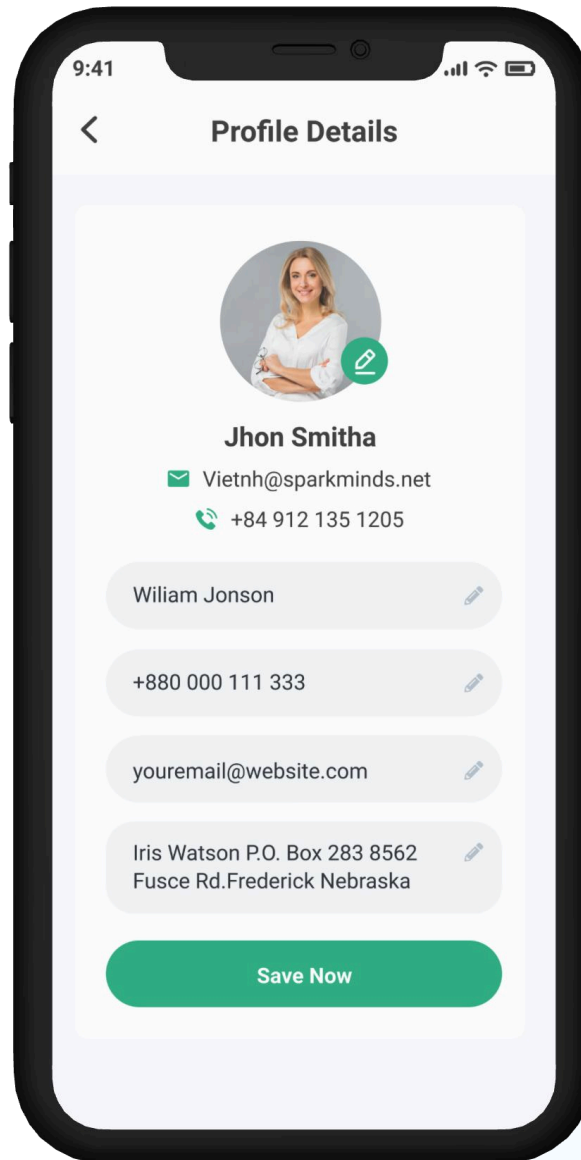 9:41
Profile Details
Jhon Smitha
Vietnh@sparkminds.net
+84 912 135 1205
Wiliam Jonson
+880 000 111 333
youremail@website.com
Iris Watson P.O. Box 283 8562
Fusce Rd.Frederick Nebraska
Save Now